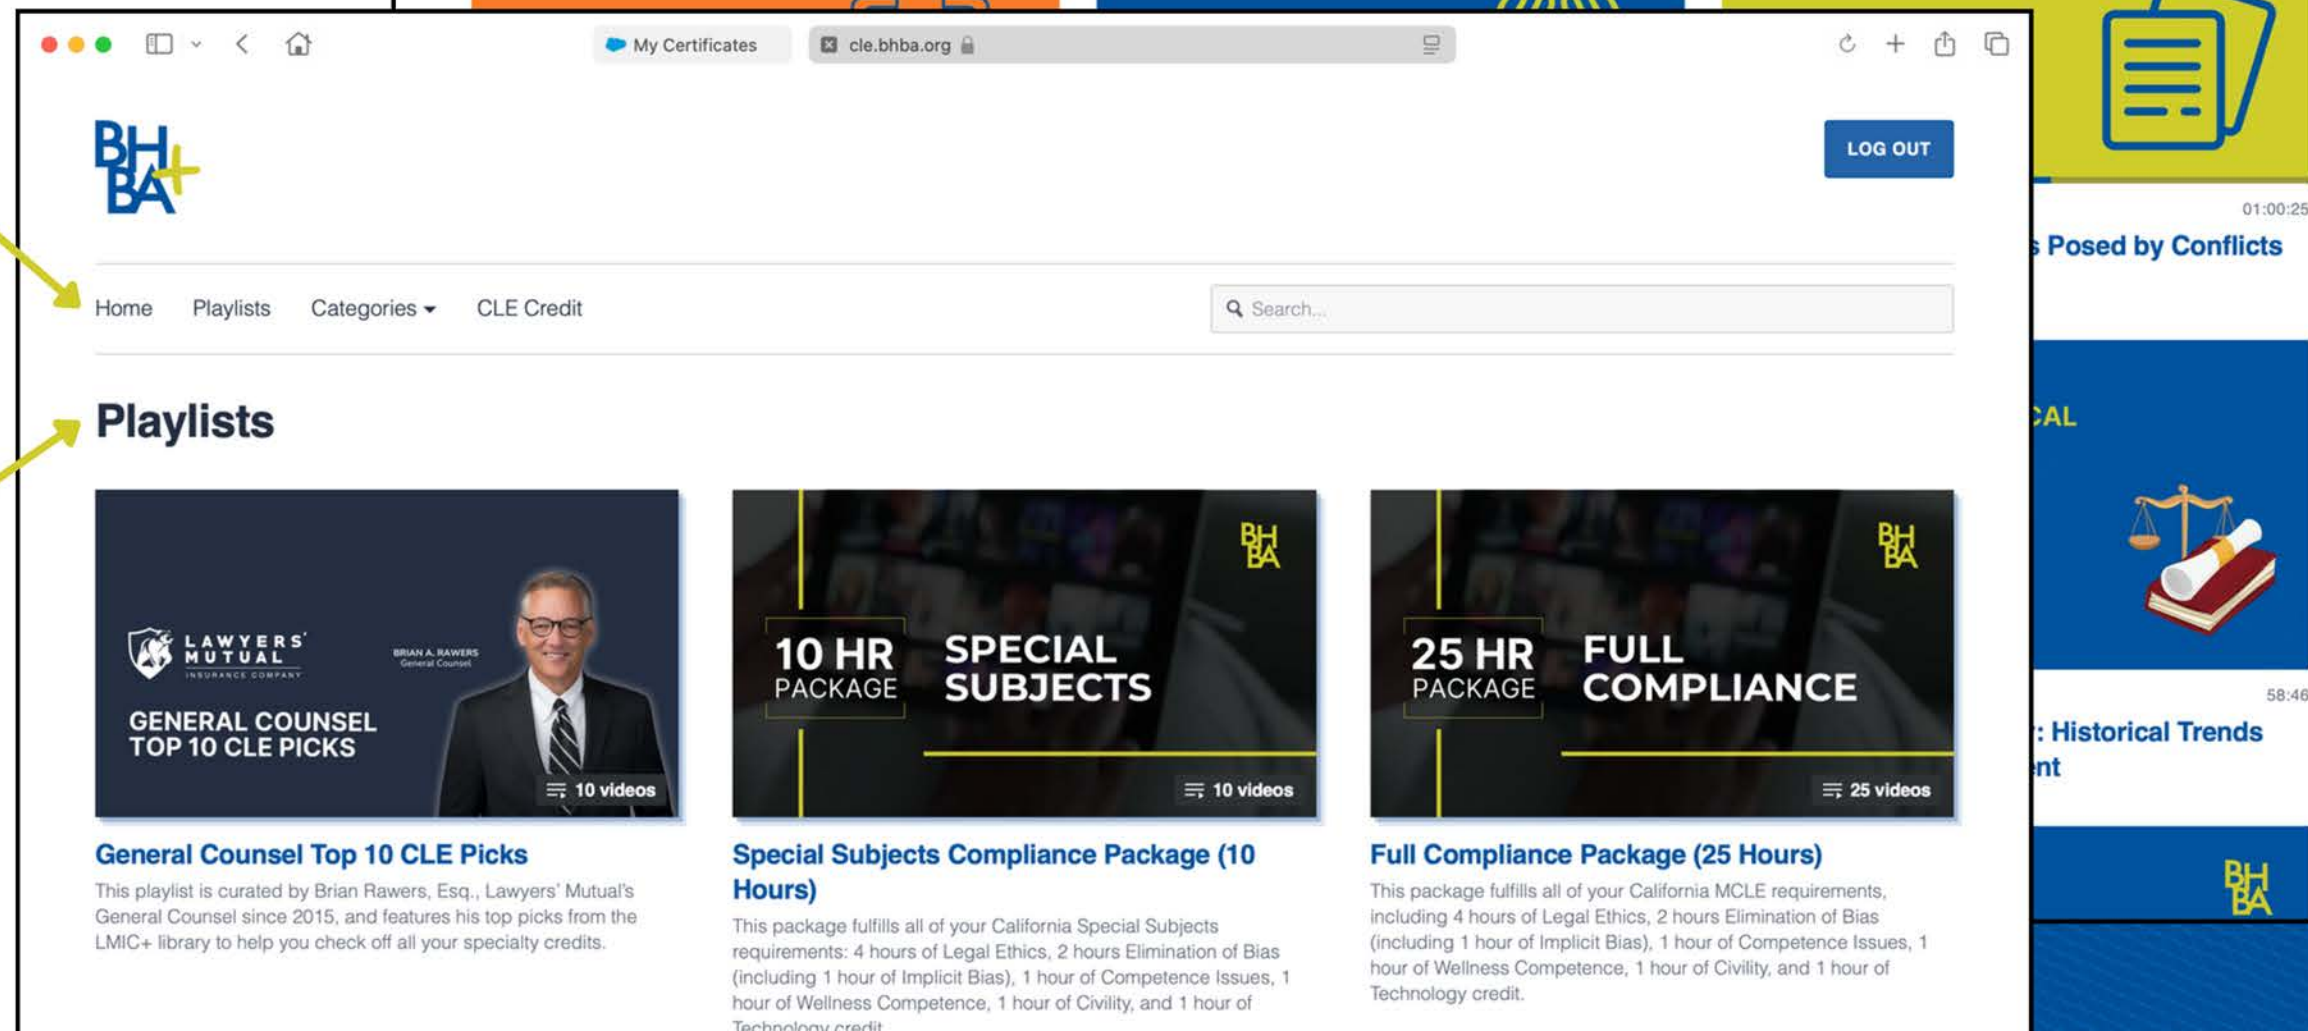 My Certificates
cle.bhba.org
BH
BA+
LOG OUT
01:00:25
Posed by Conflicts
Home Playlists Categories CLE Credit
Search...
Playlists
CAL
LAWYERS'
MUTUAL
INSURANCE COMPANY
BRIAN A. RAWERS
General Counsel
GENERAL COUNSEL
TOP 10 CLE PICKS
10 videos
BH
BA
10 HR
PACKAGE
SPECIAL
SUBJECTS
10 videos
BH
BA
25 HR
PACKAGE
FULL
COMPLIANCE
25 videos
58:46
: Historical Trends
nt
General Counsel Top 10 CLE Picks
This playlist is curated by Brian Rawers, Esq., Lawyers' Mutual's
General Counsel since 2015, and features his top picks from the
LMIC+ library to help you check off all your specialty credits.
Special Subjects Compliance Package (10
Hours)
This package fulfills all of your California Special Subjects
requirements: 4 hours of Legal Ethics, 2 hours Elimination of Bias
(including 1 hour of Implicit Bias), 1 hour of Competence Issues, 1
hour of Wellness Competence, 1 hour of Civility, and 1 hour of
Technology credit.
Full Compliance Package (25 Hours)
This package fulfills all of your California MCLE requirements,
including 4 hours of Legal Ethics, 2 hours Elimination of Bias
(including 1 hour of Implicit Bias), 1 hour of Competence Issues, 1
hour of Wellness Competence, 1 hour of Civility, and 1 hour of
Technology credit.
BH
BA